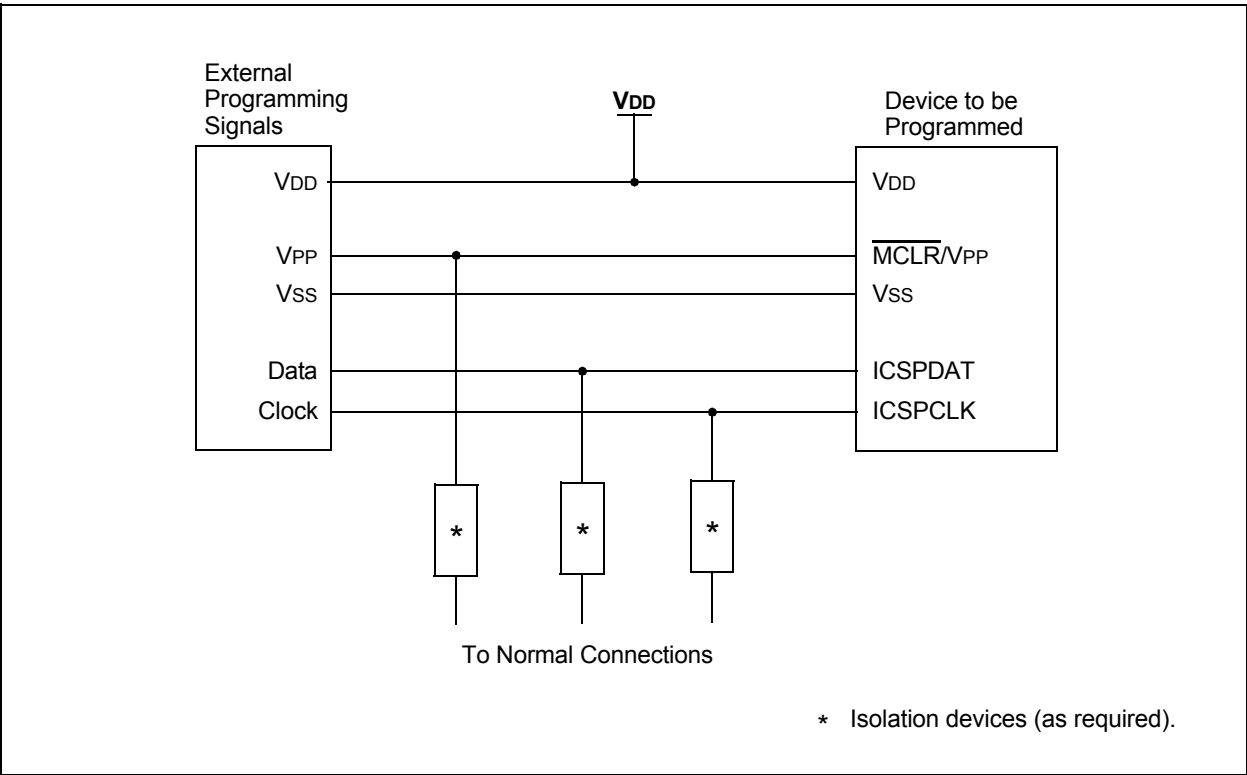 External
Programming
Signals
VDD
Device to be
Programmed
VDD
VDD
VPP
MCLR/VPP
VSS
VSS
Data
ICSPDAT
Clock
ICSPCLK
*
*
*
To Normal Connections
* Isolation devices (as required).